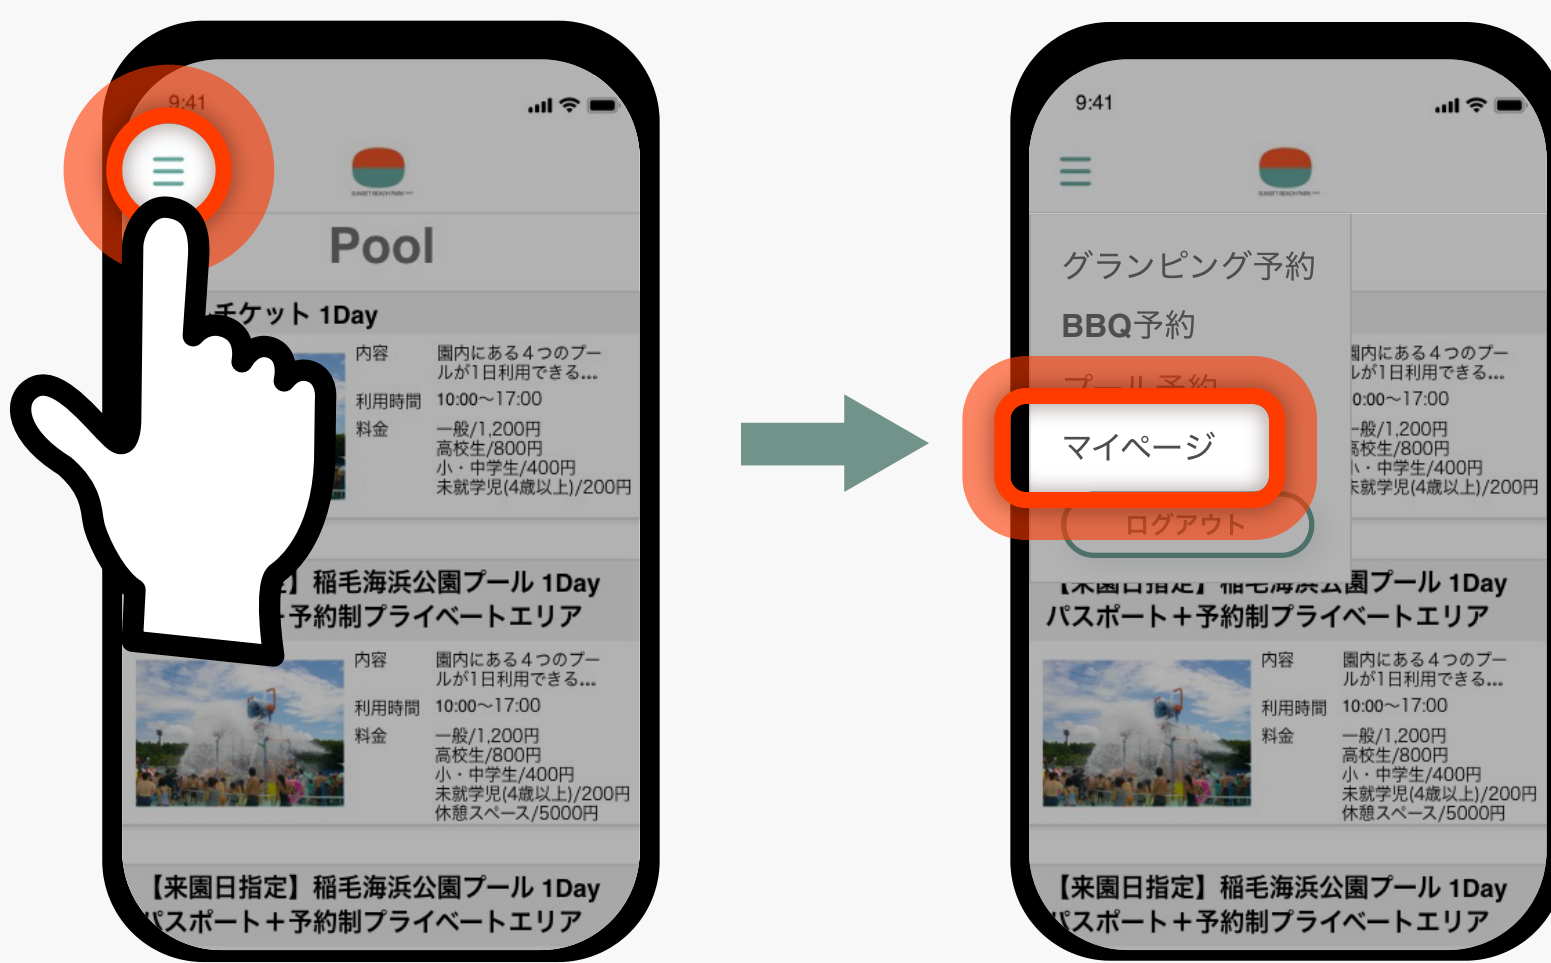 9:41
Pool
チケット 1Day
内容
園内にある４つのプー
ルが1日利用できる...
利用時間
10:00〜17:00
料金
一般/1,200円
高校生/800円
小・中学生/400円
未就学児(4歳以上)/200円
】稲毛海浜公園プール 1Day
予約制プライベートエリア
内容
園内にある４つのプー
ルが1日利用できる...
利用時間
10:00〜17:00
料金
一般/1,200円
高校生/800円
小・中学生/400円
未就学児(4歳以上)/200円
休憩スペース/5000円
【来園日指定】稲毛海浜公園プール 1Day
パスポート＋予約制プライベートエリア
9:41
グランピング予約
BBQ予約
プール予約
マイページ
ログアウト
園内にある４つのプー
ルが1日利用できる...
0:00〜17:00
一般/1,200円
高校生/800円
小・中学生/400円
未就学児(4歳以上)/200円
【来園日指定】稲毛海浜公園プール 1Day
パスポート＋予約制プライベートエリア
内容
園内にある４つのプー
ルが1日利用できる...
利用時間
10:00〜17:00
料金
一般/1,200円
高校生/800円
小・中学生/400円
未就学児(4歳以上)/200円
休憩スペース/5000円
【来園日指定】稲毛海浜公園プール 1Day
パスポート＋予約制プライベートエリア